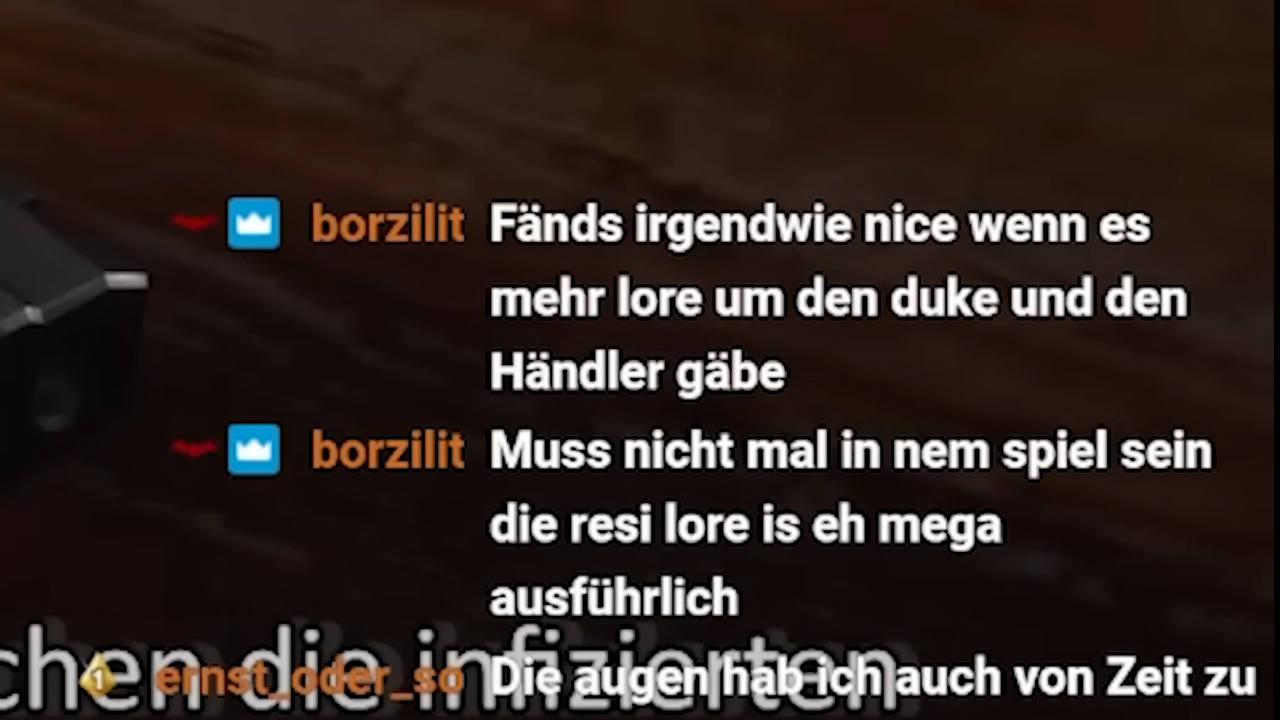 borzilit Fänds irgendwie nice wenn es
mehr lore um den duke und den
Händler gäbe
borzilit Muss nicht mal in nem spiel sein
die resi lore is eh mega
ausführlich
chen die infizierten
1 ernst_oder_so Die augen hab ich auch von Zeit zu